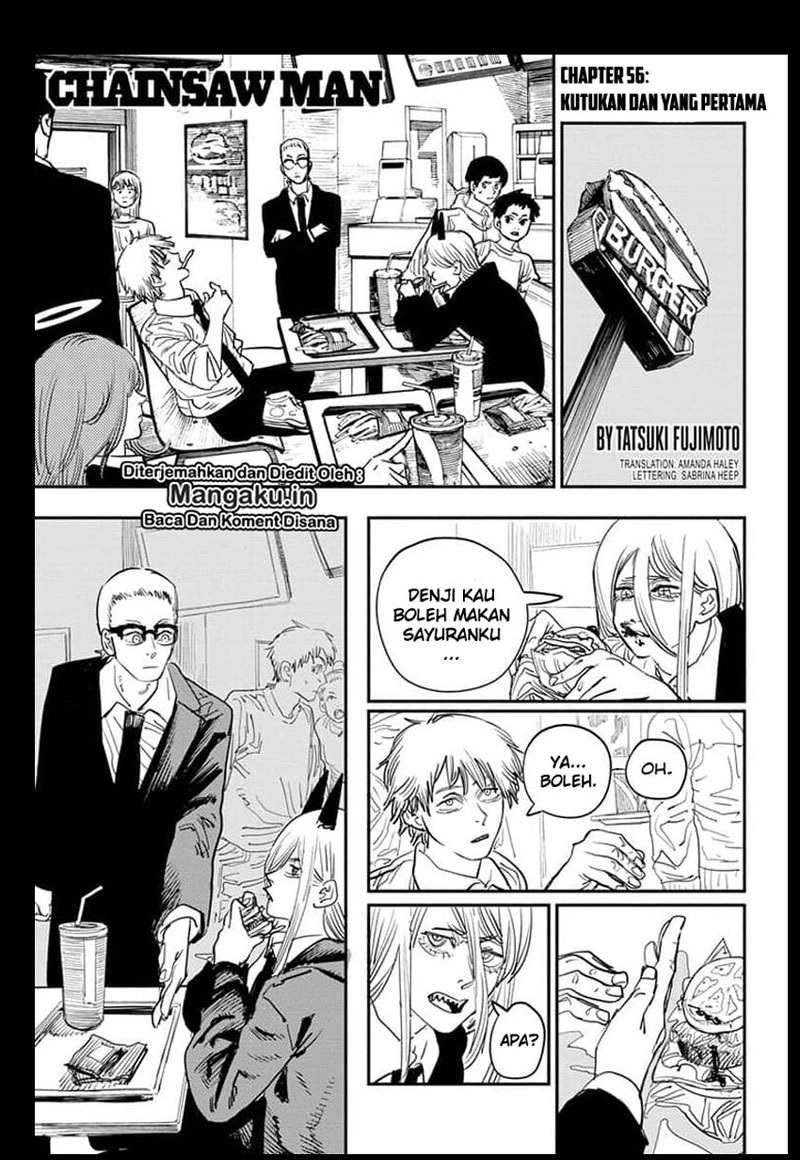 CHAINSAW MAN
CHAPTER 56:
KUTUKAN DAN YANG PERTAMA
BURGER
BY TATSUKI FUJIMOTO
TRANSLATION: AMANDA HALEY
LETTERING: SABRINA HEEP
Diterjemahkan dan Diedit Oleh :
Mangaku.in
Baca Dan Koment Disana
DENJI KAU
BOLEH MAKAN
SAYURANKU
...
YA...
BOLEH.
OH.
APA?